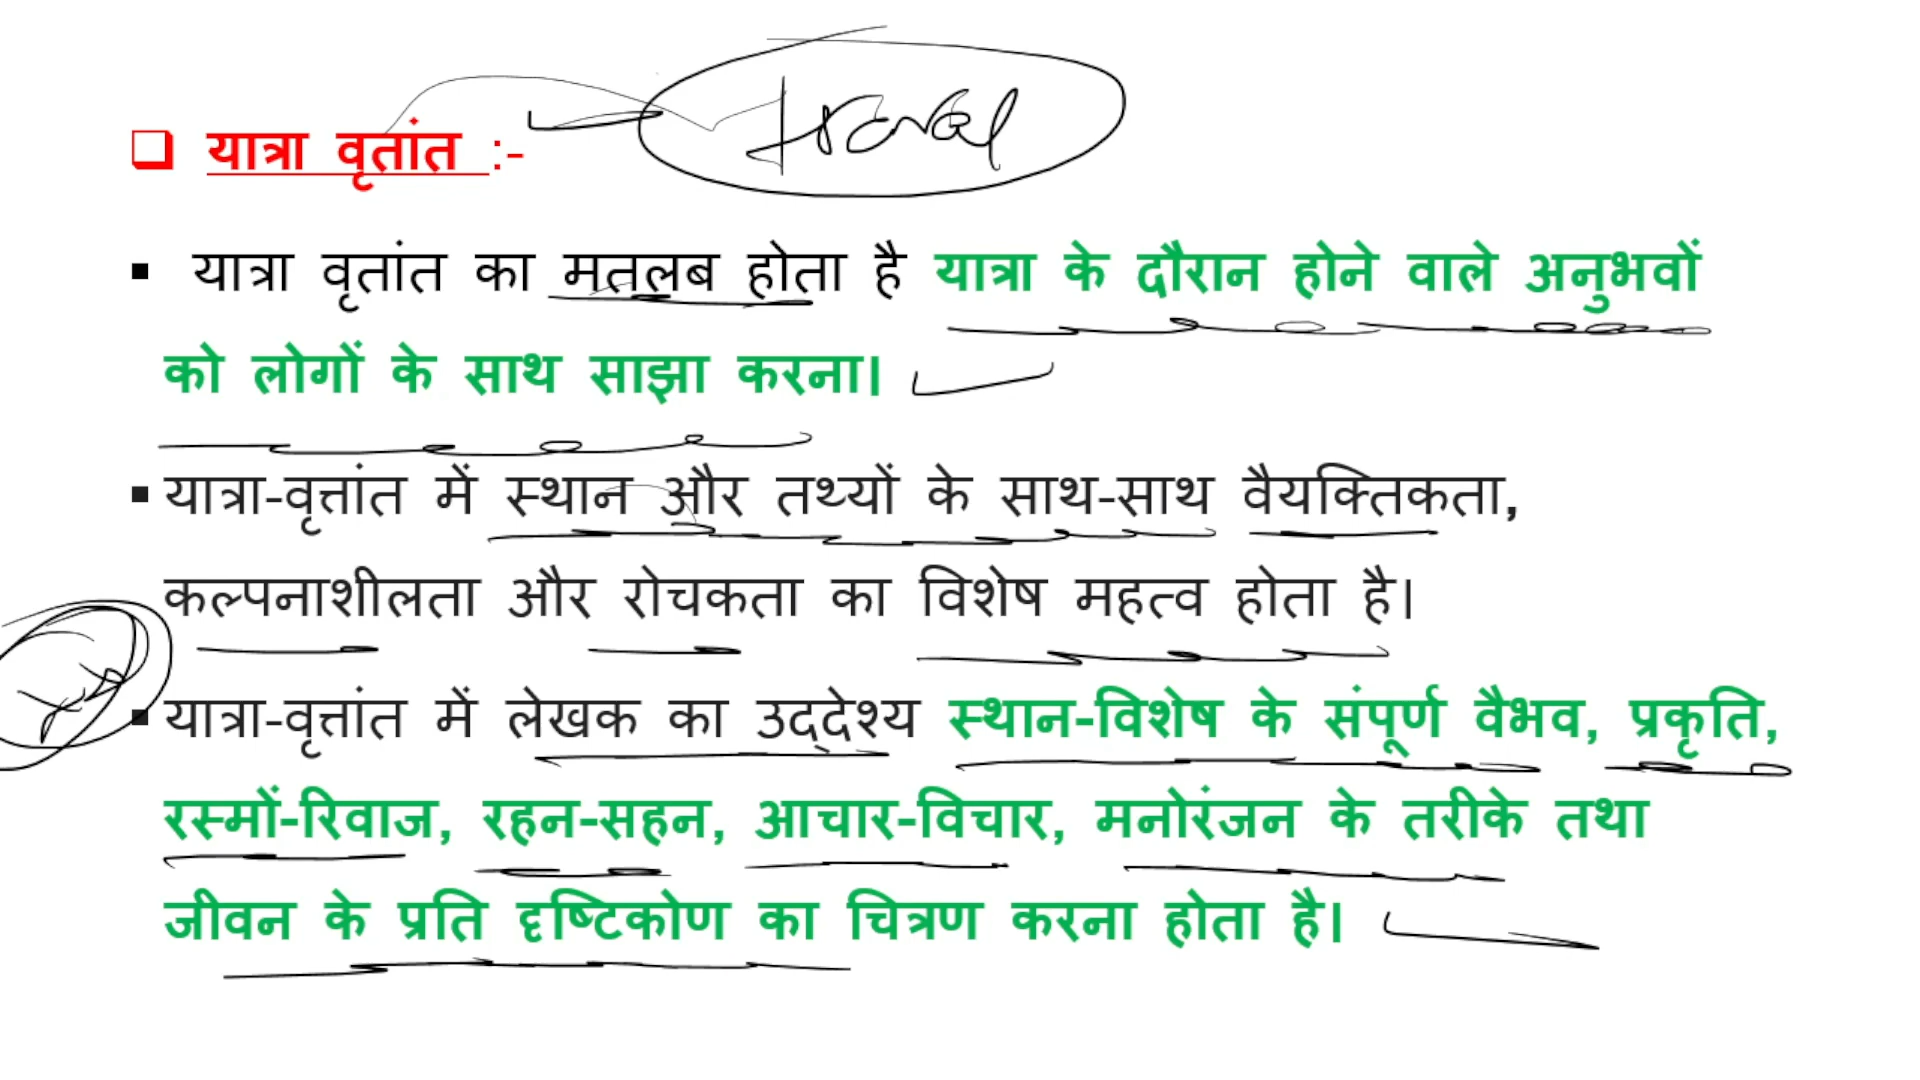 travel
यात्रा वृतांत :-
यात्रा वृतांत का मतलब होता है यात्रा के दौरान होने वाले अनुभवों
को लोगों के साथ साझा करना।
यात्रा-वृत्तांत में स्थान और तथ्यों के साथ-साथ वैयक्तिकता,
कल्पनाशीलता और रोचकता का विशेष महत्व होता है।
यात्रा-वृत्तांत में लेखक का उद्देश्य स्थान-विशेष के संपूर्ण वैभव, प्रकृति,
रस्मों-रिवाज, रहन-सहन, आचार-विचार, मनोरंजन के तरीके तथा
जीवन के प्रति दृष्टिकोण का चित्रण करना होता है।